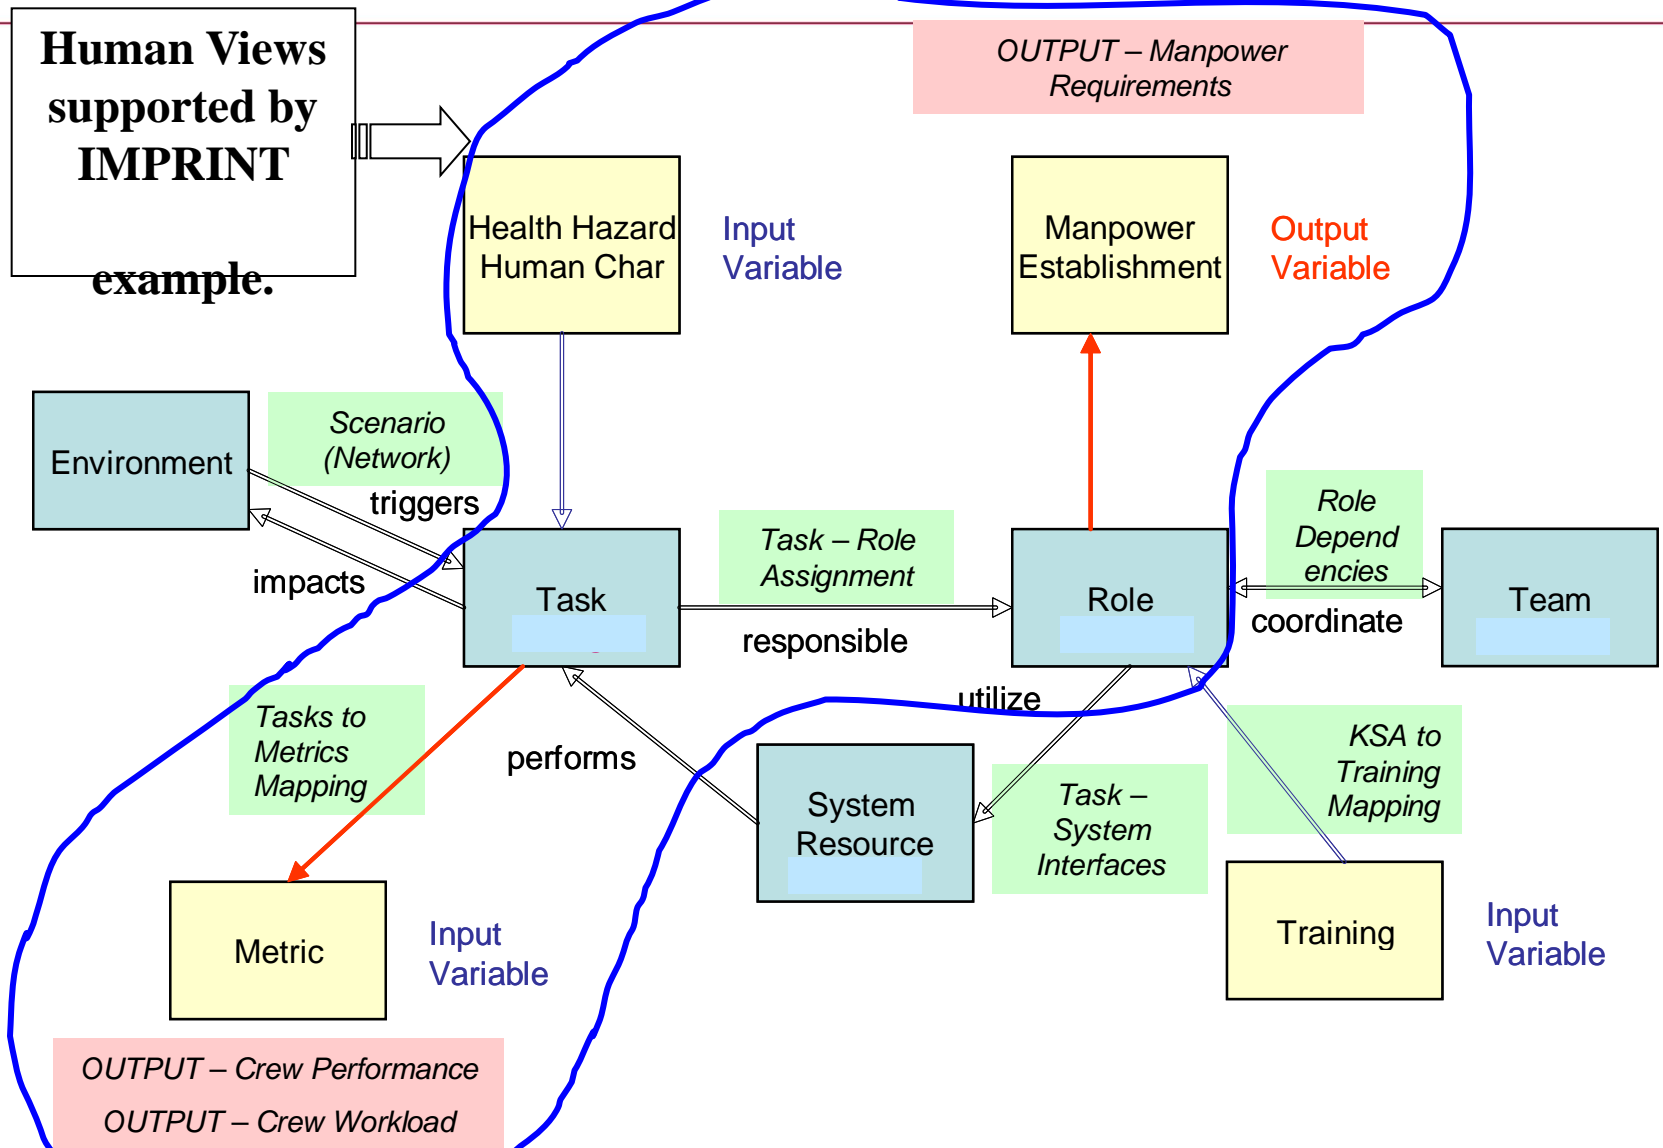 Human Views
supported by
IMPRINT
example.
OUTPUT – Manpower
Requirements
Health Hazard
Human Char
Input
Variable
Manpower
Establishment
Output
Variable
Environment
Scenario
(Network)
triggers
impacts
Task
Task – Role
Assignment
responsible
Role
Role
Depend
encies
coordinate
Team
Tasks to
Metrics
Mapping
performs
utilize
System
Resource
Task –
System
Interfaces
KSA to
Training
Mapping
Metric
Input
Variable
Training
Input
Variable
OUTPUT – Crew Performance
OUTPUT – Crew Workload